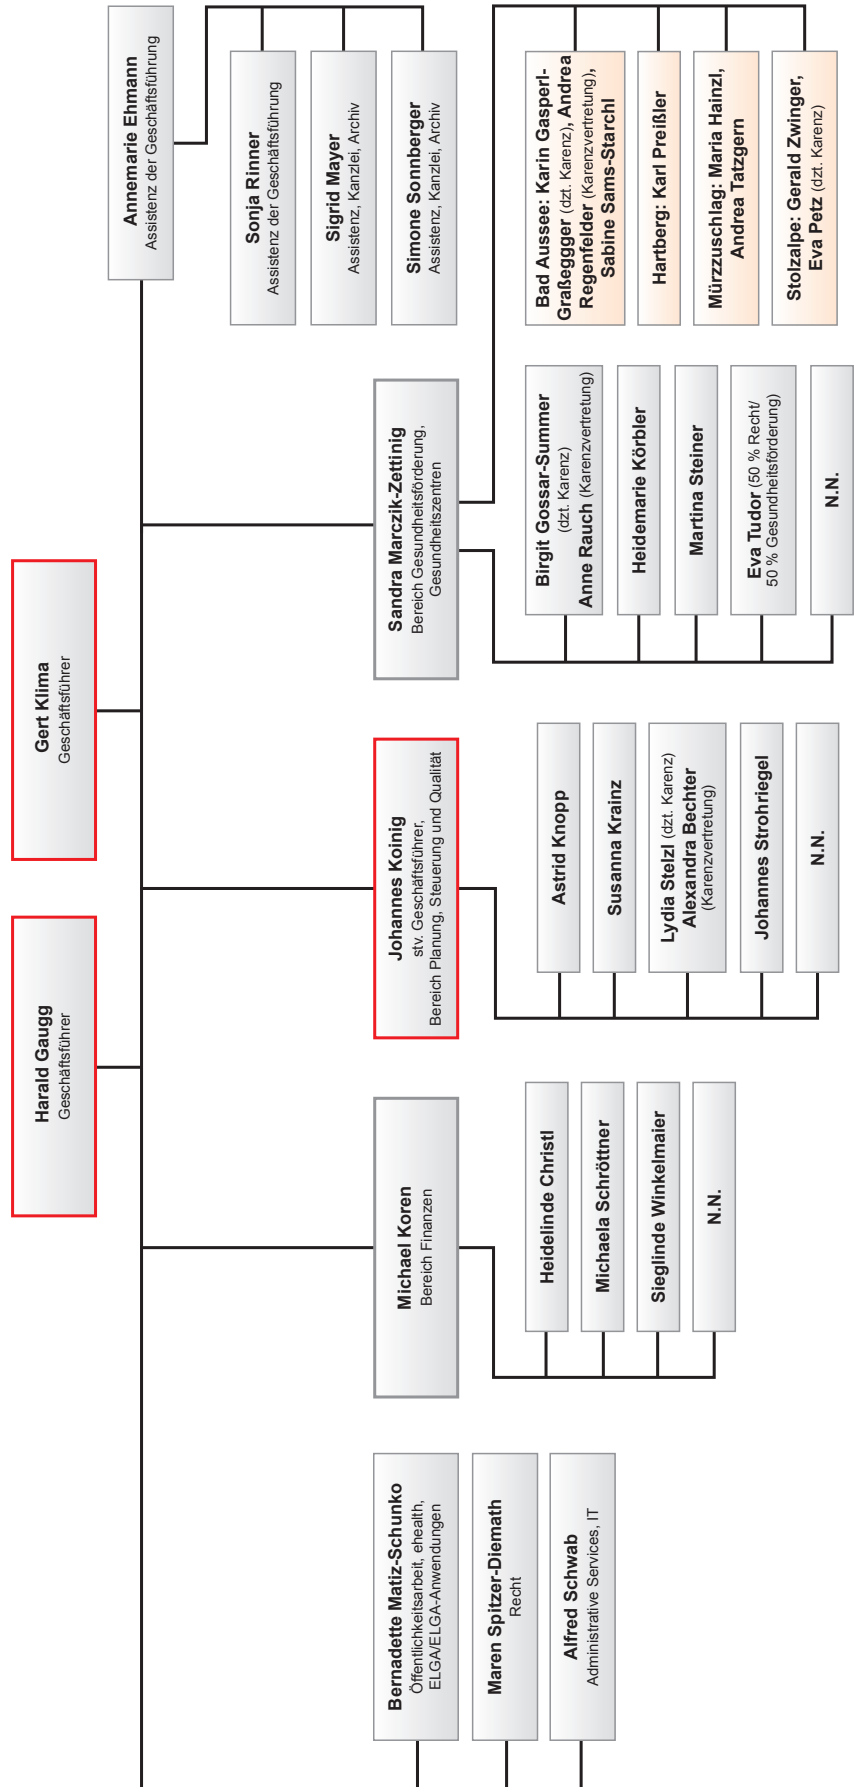 Harald Gaugg
Geschäftsführer
Gert Klima
Geschäftsführer
Annemarie Ehmann
Assistenz der Geschäftsführung
Sonja Rinner
Assistenz der Geschäftsführung
Sigrid Mayer
Assistenz, Kanzlei, Archiv
Simone Sonnberger
Assistenz, Kanzlei, Archiv
Bernadette Matiz-Schunko
Öffentlichkeitsarbeit, ehealth,
ELGA/ELGA-Anwendungen
Maren Spitzer-Diemath
Recht
Alfred Schwab
Administrative Services, IT
Michael Koren
Bereich Finanzen
Heidelinde Christl
Michaela Schröttner
Sieglinde Winkelmaier
N.N.
Johannes Koinig
stv. Geschäftsführer,
Bereich Planung, Steuerung und Qualität
Astrid Knopp
Susanna Krainz
Lydia Stelzl (dzt. Karenz)
Alexandra Bechter
(Karenzvertretung)
Johannes Strohriegel
N.N.
Sandra Marczik-Zettinig
Bereich Gesundheitsförderung,
Gesundheitszentren
Birgit Gossar-Summer
(dzt. Karenz)
Anne Rauch (Karenzvertretung)
Heidemarie Körbler
Martina Steiner
Eva Tudor (50 % Recht/
50 % Gesundheitsförderung)
N.N.
Bad Aussee: Karin Gasperl-
Graßeggger (dzt. Karenz), Andrea
Regenfelder (Karenzvertretung),
Sabine Sams-Starchl
Hartberg: Karl Preißler
Mürzzuschlag: Maria Hainzl,
Andrea Tatzgern
Stolzalpe: Gerald Zwinger,
Eva Petz (dzt. Karenz)